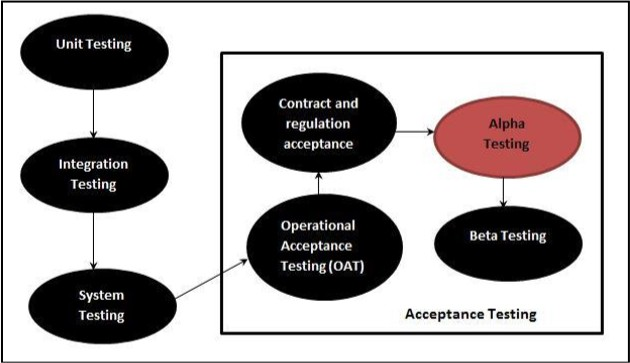 Unit Testing
Integration
Testing
System
Testing
Operational
Acceptance
Testing (OAT)
Contract and
regulation
acceptance
Alpha
Testing
Beta Testing
Acceptance Testing